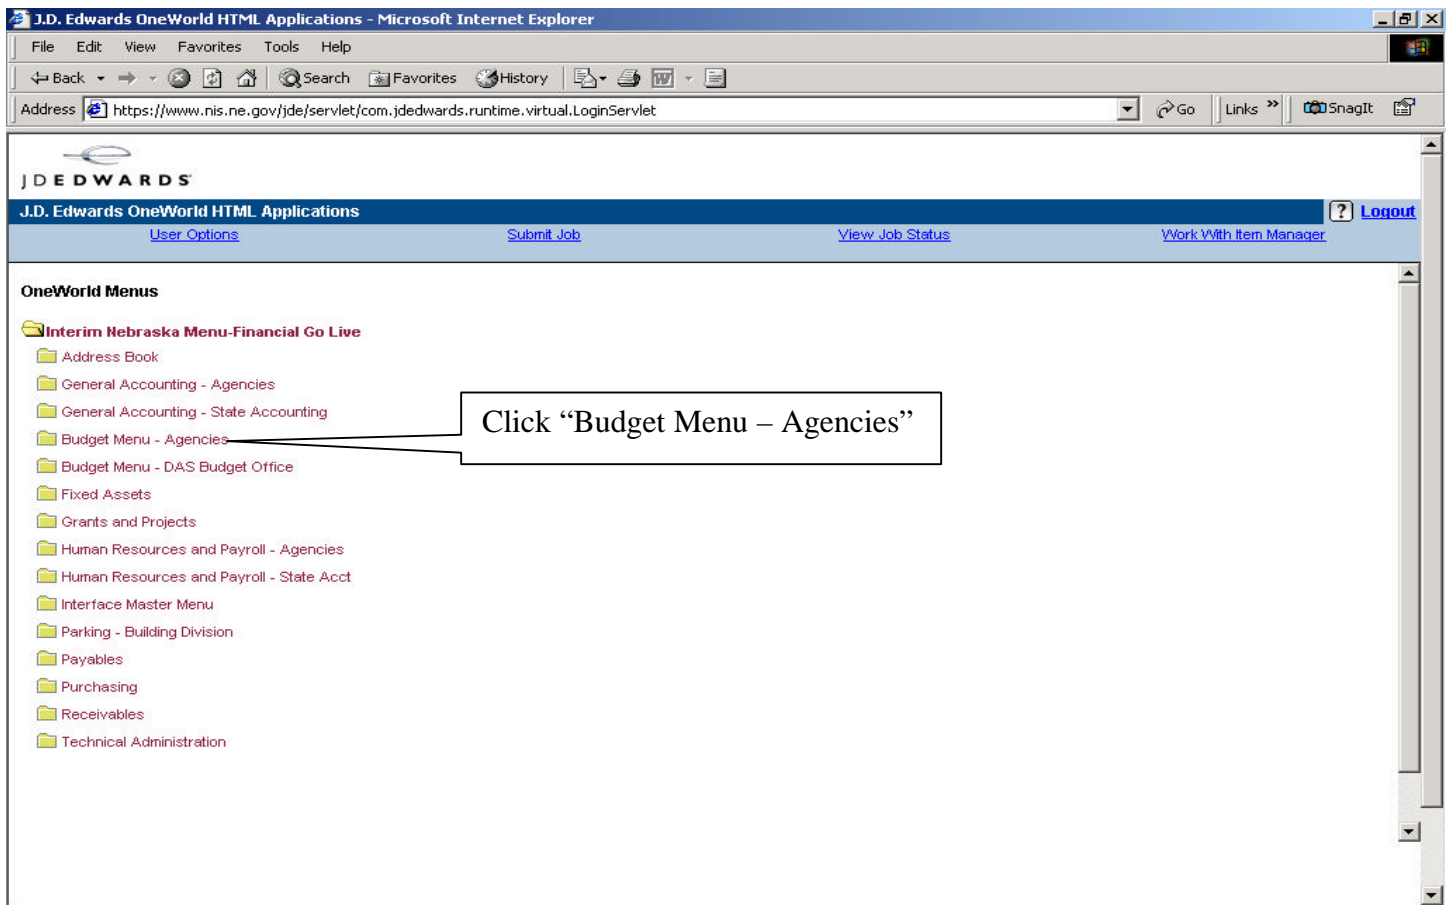 J.D. Edwards OneWorld HTML Applications - Microsoft Internet Explorer
File Edit View Favorites Tools Help
Back Search Favorites History
Address https://www.nis.ne.gov/jde/servlet/com.jdedwards.runtime.virtual.LoginServlet Go Links » SnagIt
JDEDWARDS
J.D. Edwards OneWorld HTML Applications ? Logout
User Options Submit Job View Job Status Work With Item Manager
OneWorld Menus
Interim Nebraska Menu-Financial Go Live
Address Book
General Accounting - Agencies
General Accounting - State Accounting
Click “Budget Menu – Agencies”
Budget Menu - Agencies
Budget Menu - DAS Budget Office
Fixed Assets
Grants and Projects
Human Resources and Payroll - Agencies
Human Resources and Payroll - State Acct
Interface Master Menu
Parking - Building Division
Payables
Purchasing
Receivables
Technical Administration